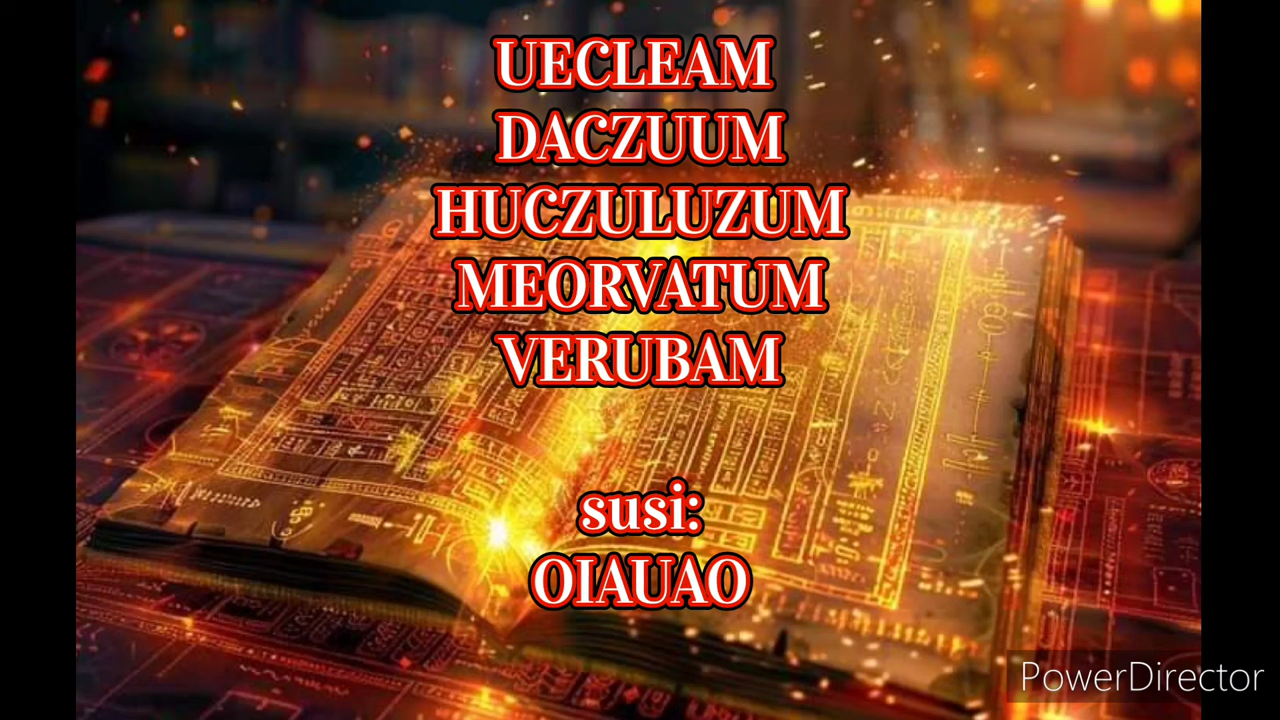 UECLEAM
DACZUUM
HUCZULUZUM
MEORVATUM
VERUBAM
susi:
OIAUAO
PowerDirector